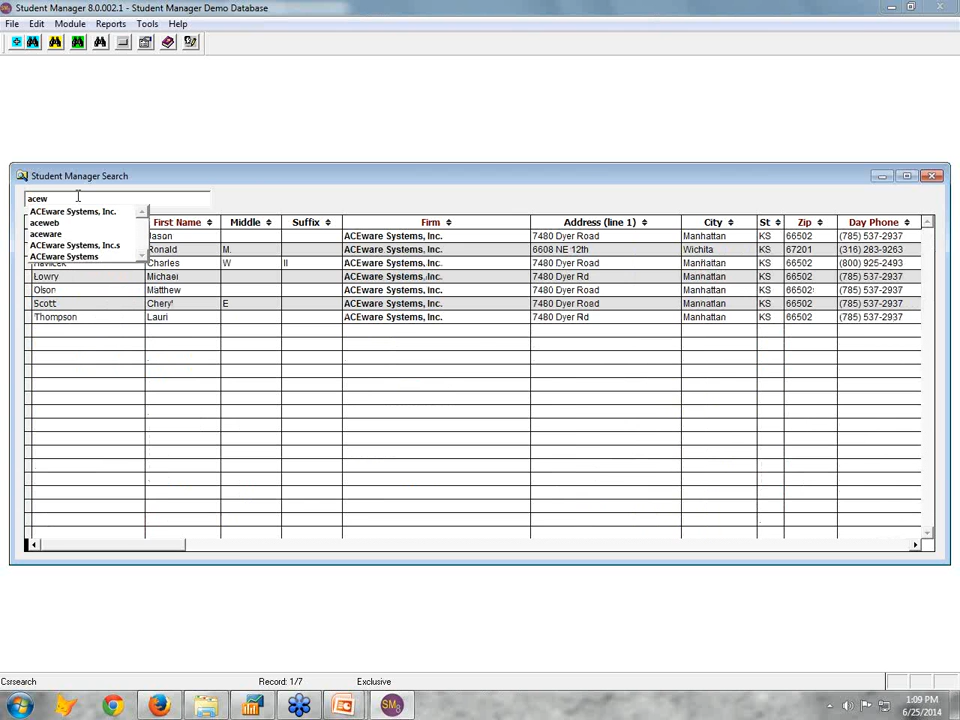 Student Manager 8.0.002.1 - Student Manager Demo Database
File Edit Module Reports Tools Help
Student Manager Search
acew
ACEware Systems, Inc.
aceweb
aceware
ACEware Systems, Inc.s
ACEware Systems
First Name Middle Suffix Firm Address (line 1) City St Zip Day Phone
Jason ACEware Systems, Inc. 7480 Dyer Road Manhattan KS 66502 (785) 537-2937
Ronald M. ACEware Systems, Inc. 6608 NE 12th Wichita KS 67201 (316) 283-9263
Havlicek Charles W II ACEware Systems, Inc. 7480 Dyer Road Manhattan KS 66502 (800) 925-2493
Lowry Michael ACEware Systems, Inc. 7480 Dyer Rd Manhattan KS 66502 (785) 537-2937
Olson Matthew ACEware Systems, Inc. 7480 Dyer Road Manhattan KS 66502 (785) 537-2937
Scott Cheryl E ACEware Systems, Inc. 7480 Dyer Road Manhattan KS 66502 (785) 537-2937
Thompson Lauri ACEware Systems, Inc. 7480 Dyer Rd Manhattan KS 66502 (785) 537-2937
Csrsearch Record: 1/7 Exclusive
SM8
1:09 PM
6/25/2014